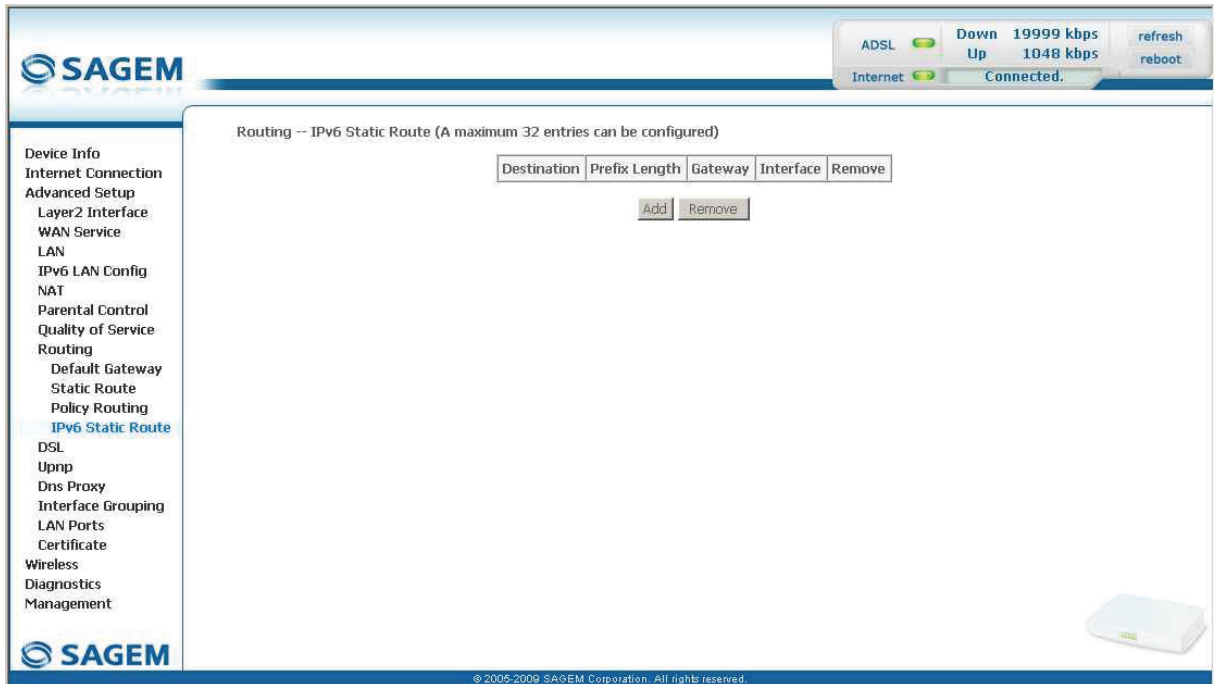 SAGEM
ADSL
Down 19999 kbps
Up 1048 kbps
refresh
reboot
Internet
Connected.
Device Info
Internet Connection
Advanced Setup
Layer2 Interface
WAN Service
LAN
IPv6 LAN Config
NAT
Parental Control
Quality of Service
Routing
Default Gateway
Static Route
Policy Routing
IPv6 Static Route
DSL
Upnp
Dns Proxy
Interface Grouping
LAN Ports
Certificate
Wireless
Diagnostics
Management
SAGEM
Routing -- IPv6 Static Route (A maximum 32 entries can be configured)
Destination Prefix Length Gateway Interface Remove
Add Remove
© 2005-2009 SAGEM Corporation. All rights reserved.